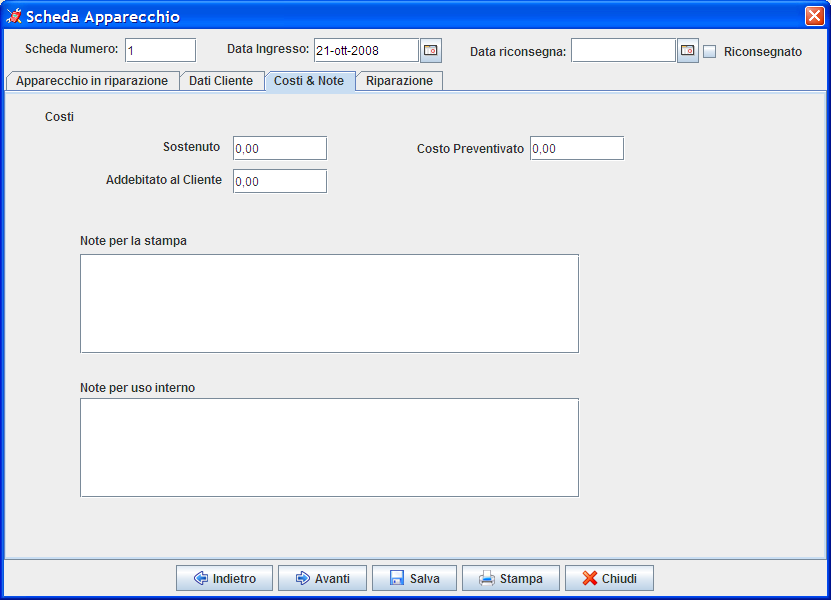 Scheda Apparecchio
Scheda Numero: 1 Data Ingresso: 21-ott-2008 Data riconsegna: Riconsegnato
Apparecchio in riparazione Dati Cliente Costi & Note Riparazione
Costi
Sostenuto 0,00 Costo Preventivato 0,00
Addebitato al Cliente 0,00
Note per la stampa
Note per uso interno
Indietro Avanti Salva Stampa Chiudi